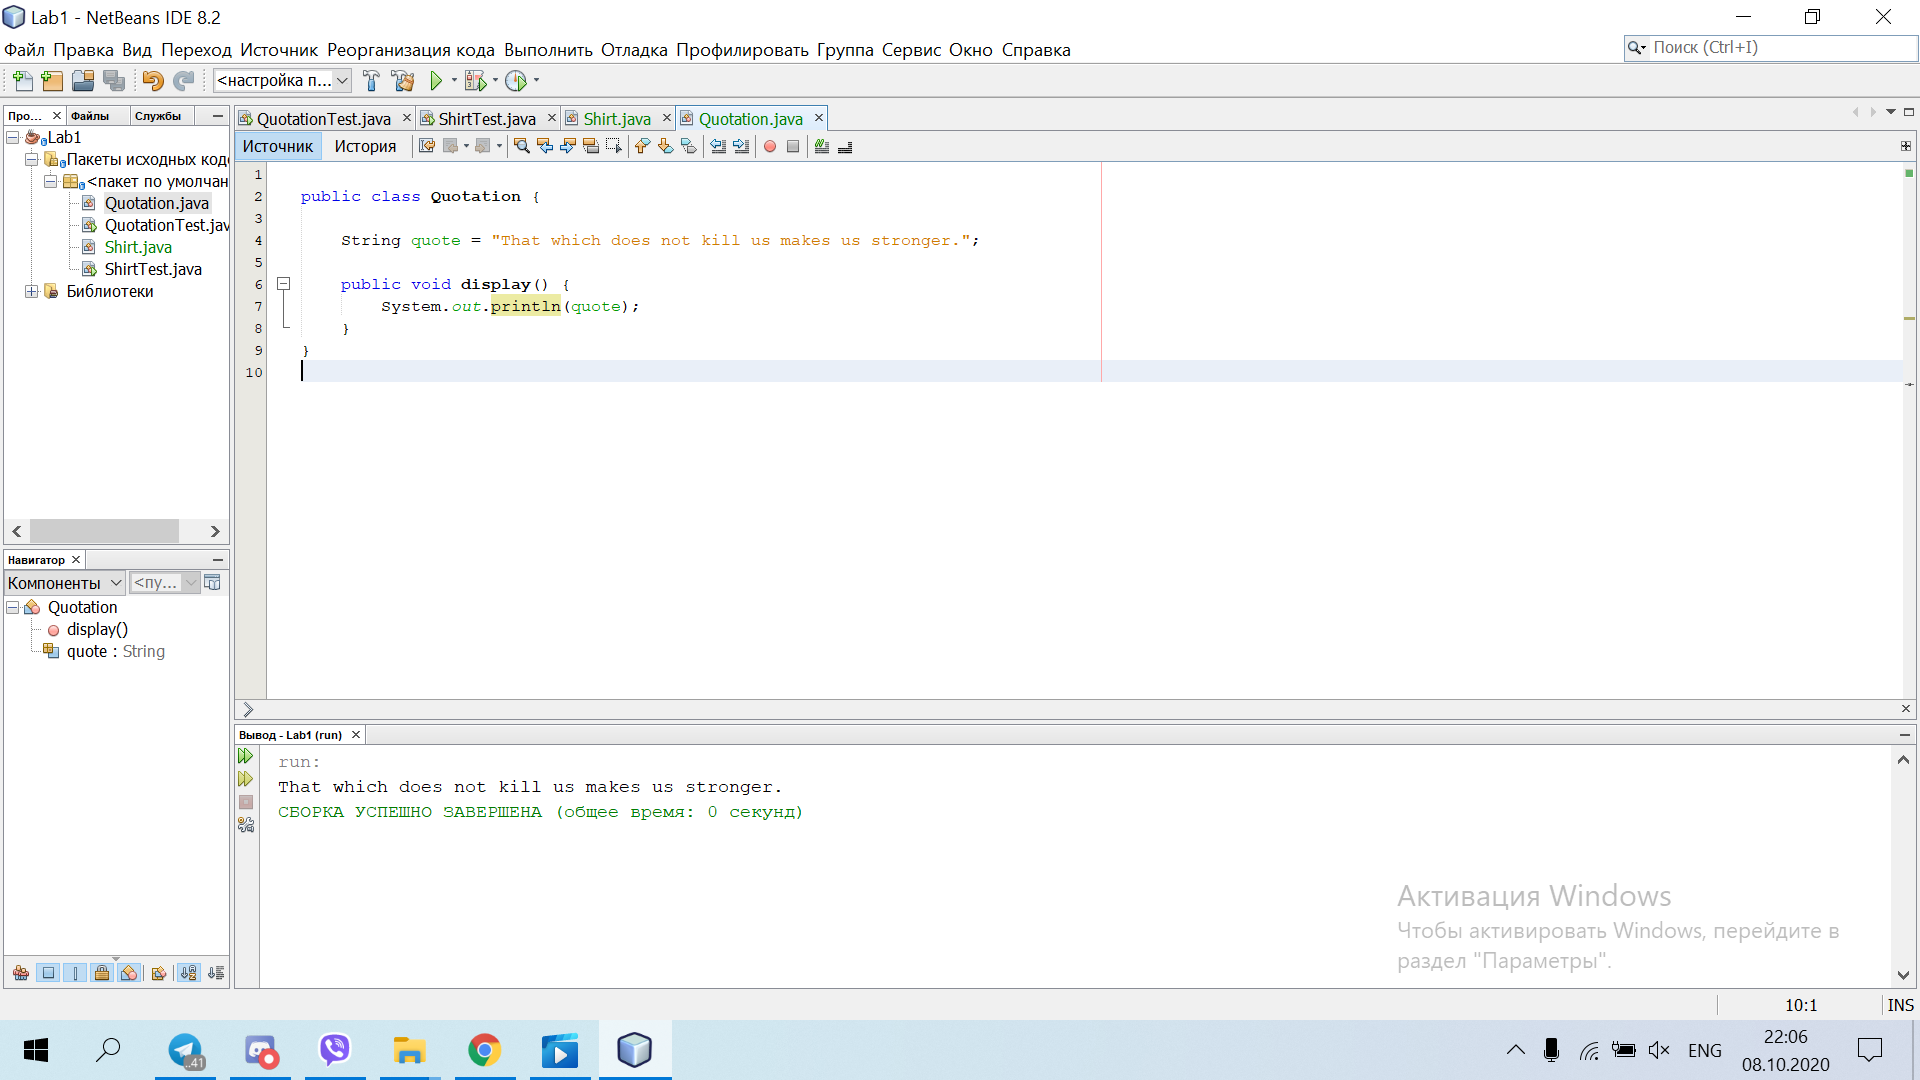 Lab1 - NetBeans IDE 8.2
Файл Правка Вид Переход Источник Реорганизация кода Выполнить Отладка Профилировать Группа Сервис Окно Справка
Поиск (Ctrl+I)
<настройка п...
Про... Файлы Службы
Lab1
Пакеты исходных коде
<пакет по умолчан
Quotation.java
QuotationTest.jav
Shirt.java
ShirtTest.java
Библиотеки
QuotationTest.java ShirtTest.java Shirt.java Quotation.java
Источник История
1
2 public class Quotation {
3
4 String quote = "That which does not kill us makes us stronger.";
5
6 public void display() {
7 System.out.println(quote);
8 }
9 }
10
Навигатор
Компоненты <пу...
Quotation
display()
quote : String
Вывод - Lab1 (run)
run:
That which does not kill us makes us stronger.
СБОРКА УСПЕШНО ЗАВЕРШЕНА (общее время: 0 секунд)
Активация Windows
Чтобы активировать Windows, перейдите в
раздел "Параметры".
10:1 INS
41
ENG
22:06
08.10.2020